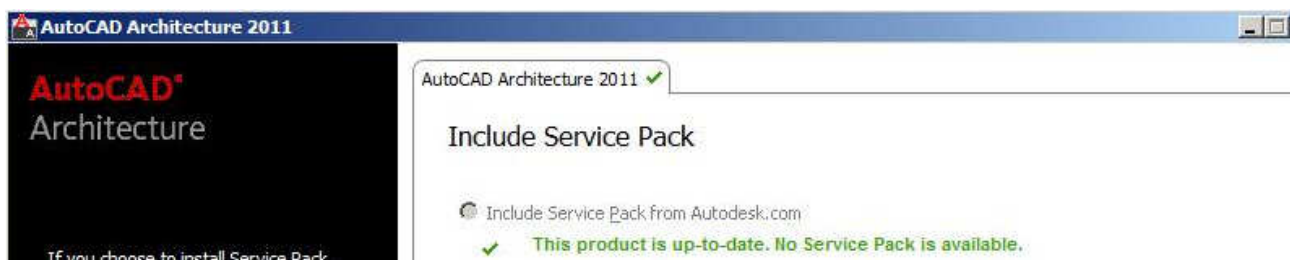 AutoCAD Architecture 2011
AutoCAD®
Architecture
AutoCAD Architecture 2011
Include Service Pack
Include Service Pack from Autodesk.com
This product is up-to-date. No Service Pack is available.
If you choose to install Service Pack